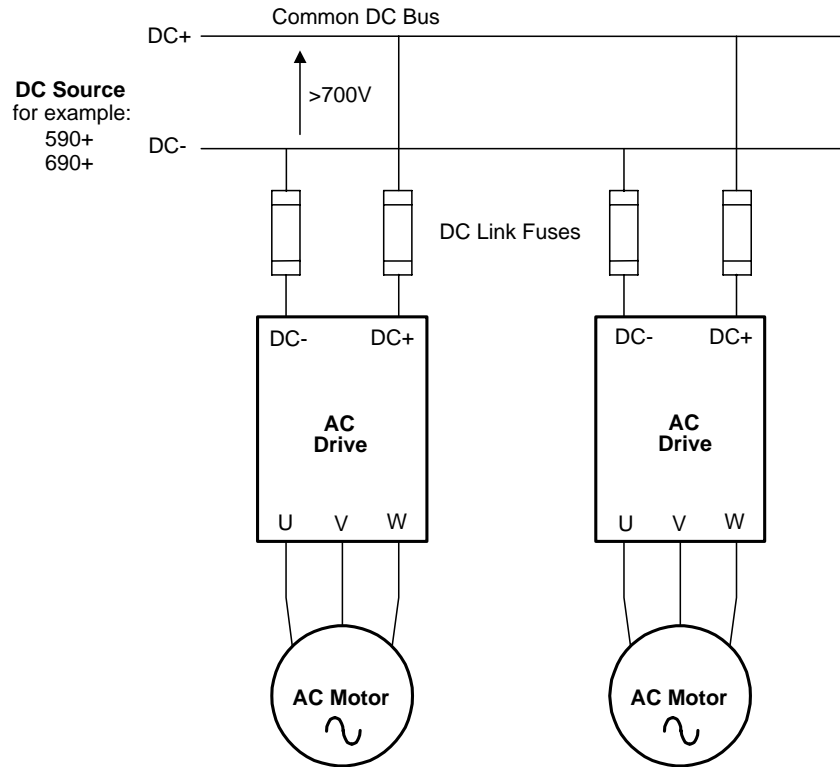 Common DC Bus
DC+
>700V
DC Source
for example:
590+
690+
DC-
DC Link Fuses
DC-
DC+
AC
Drive
U
V
W
AC Motor
DC-
DC+
AC
Drive
U
V
W
AC Motor